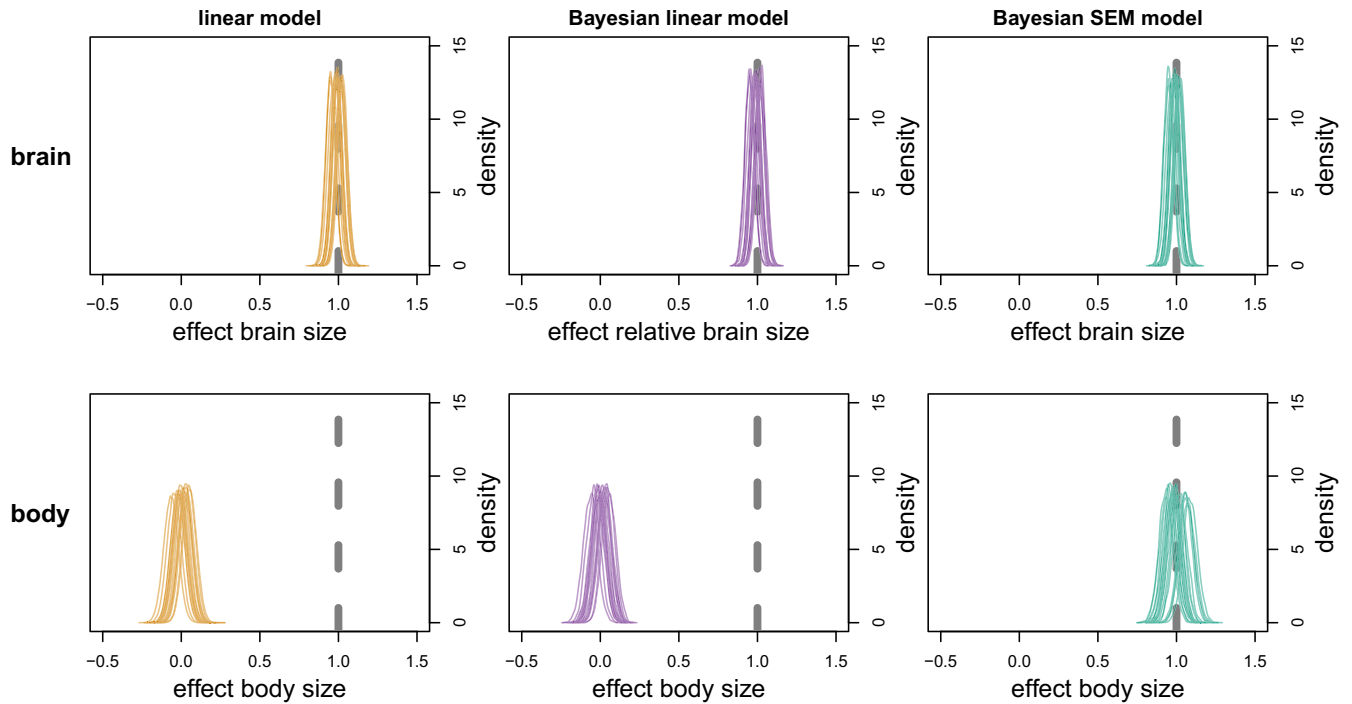 linear model
Bayesian linear model
Bayesian SEM model
brain
−0.5 0.0 0.5 1.0 1.5
effect brain size
0 5 10 15
density
−0.5 0.0 0.5 1.0 1.5
effect relative brain size
0 5 10 15
density
−0.5 0.0 0.5 1.0 1.5
effect brain size
0 5 10 15
density
body
−0.5 0.0 0.5 1.0 1.5
effect body size
0 5 10 15
density
−0.5 0.0 0.5 1.0 1.5
effect body size
0 5 10 15
density
−0.5 0.0 0.5 1.0 1.5
effect body size
0 5 10 15
density